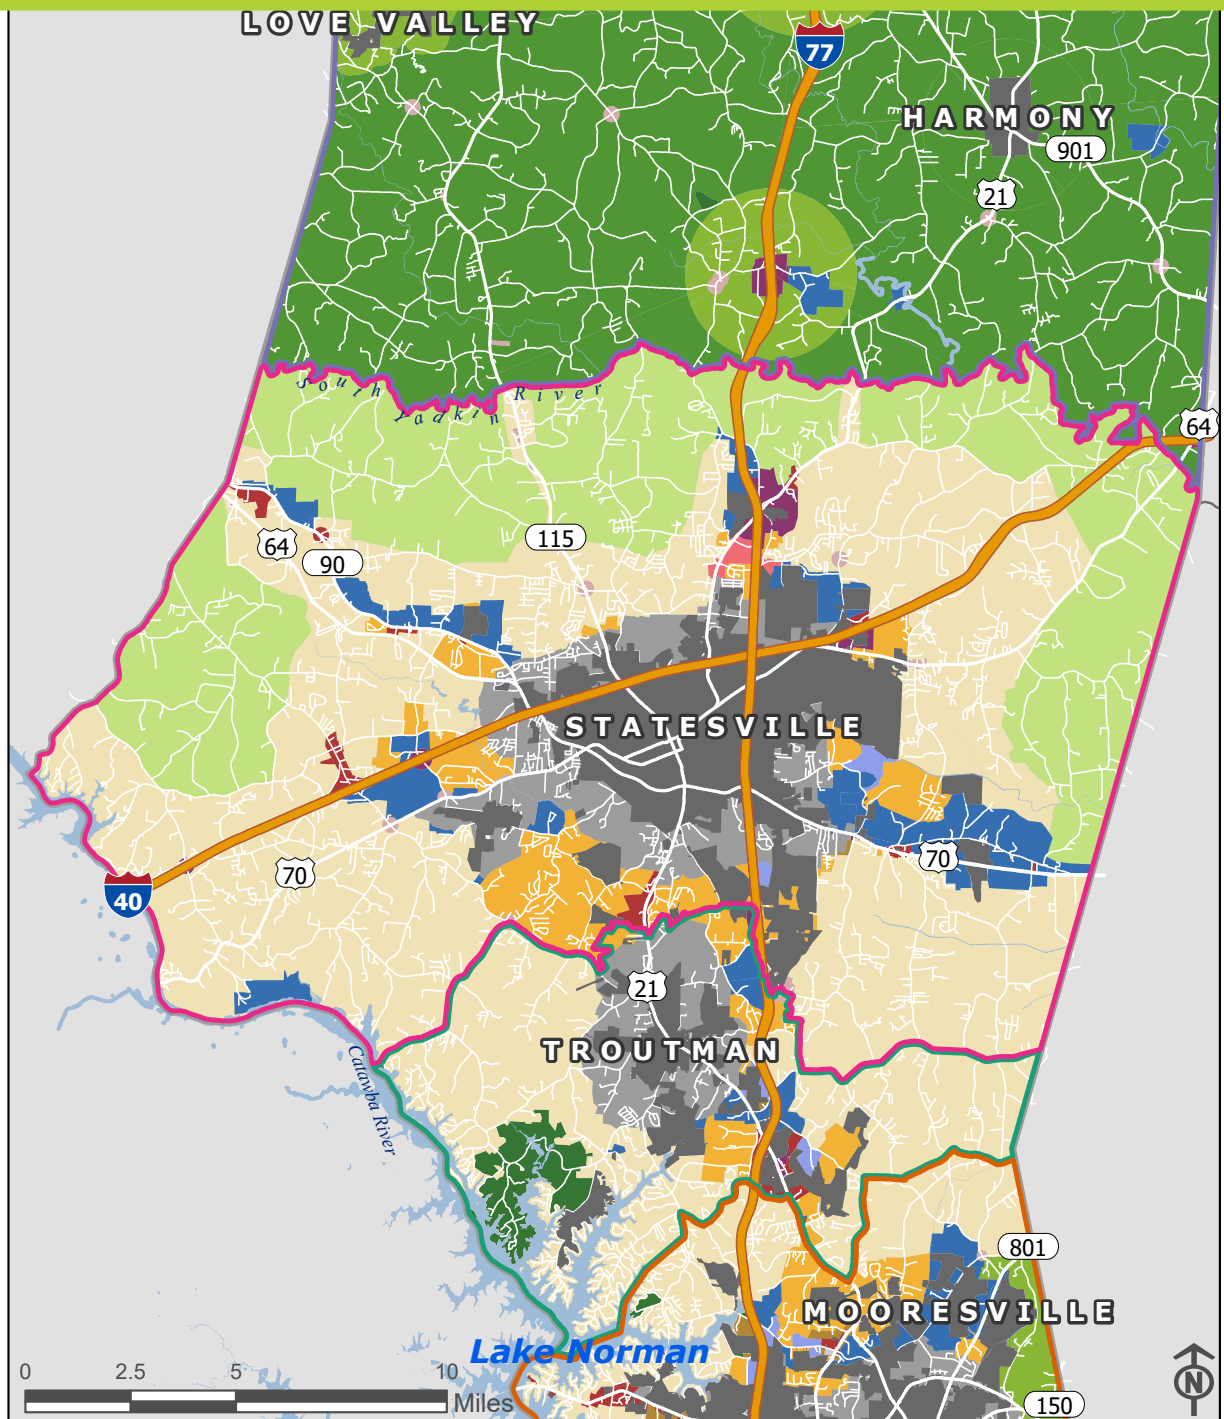 LOVE VALLEY
77
HARMONY
901
21
South Yadkin River
64
115
64
90
STATESVILLE
70
70
40
21
TROUTMAN
Catawba River
801
MOORESVILLE
Lake Norman
0 2.5 5 10
Miles
N
150